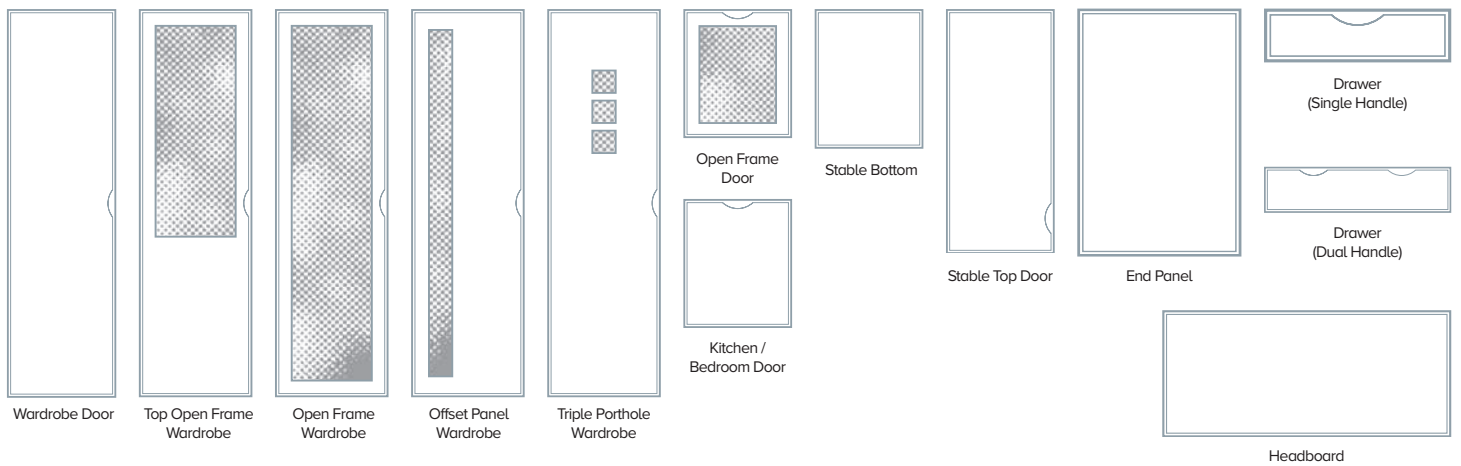 Wardrobe Door
Top Open Frame
Wardrobe
Open Frame
Wardrobe
Offset Panel
Wardrobe
Triple Porthole
Wardrobe
Open Frame
Door
Kitchen /
Bedroom Door
Stable Bottom
Stable Top Door
End Panel
Drawer
(Single Handle)
Drawer
(Dual Handle)
Headboard